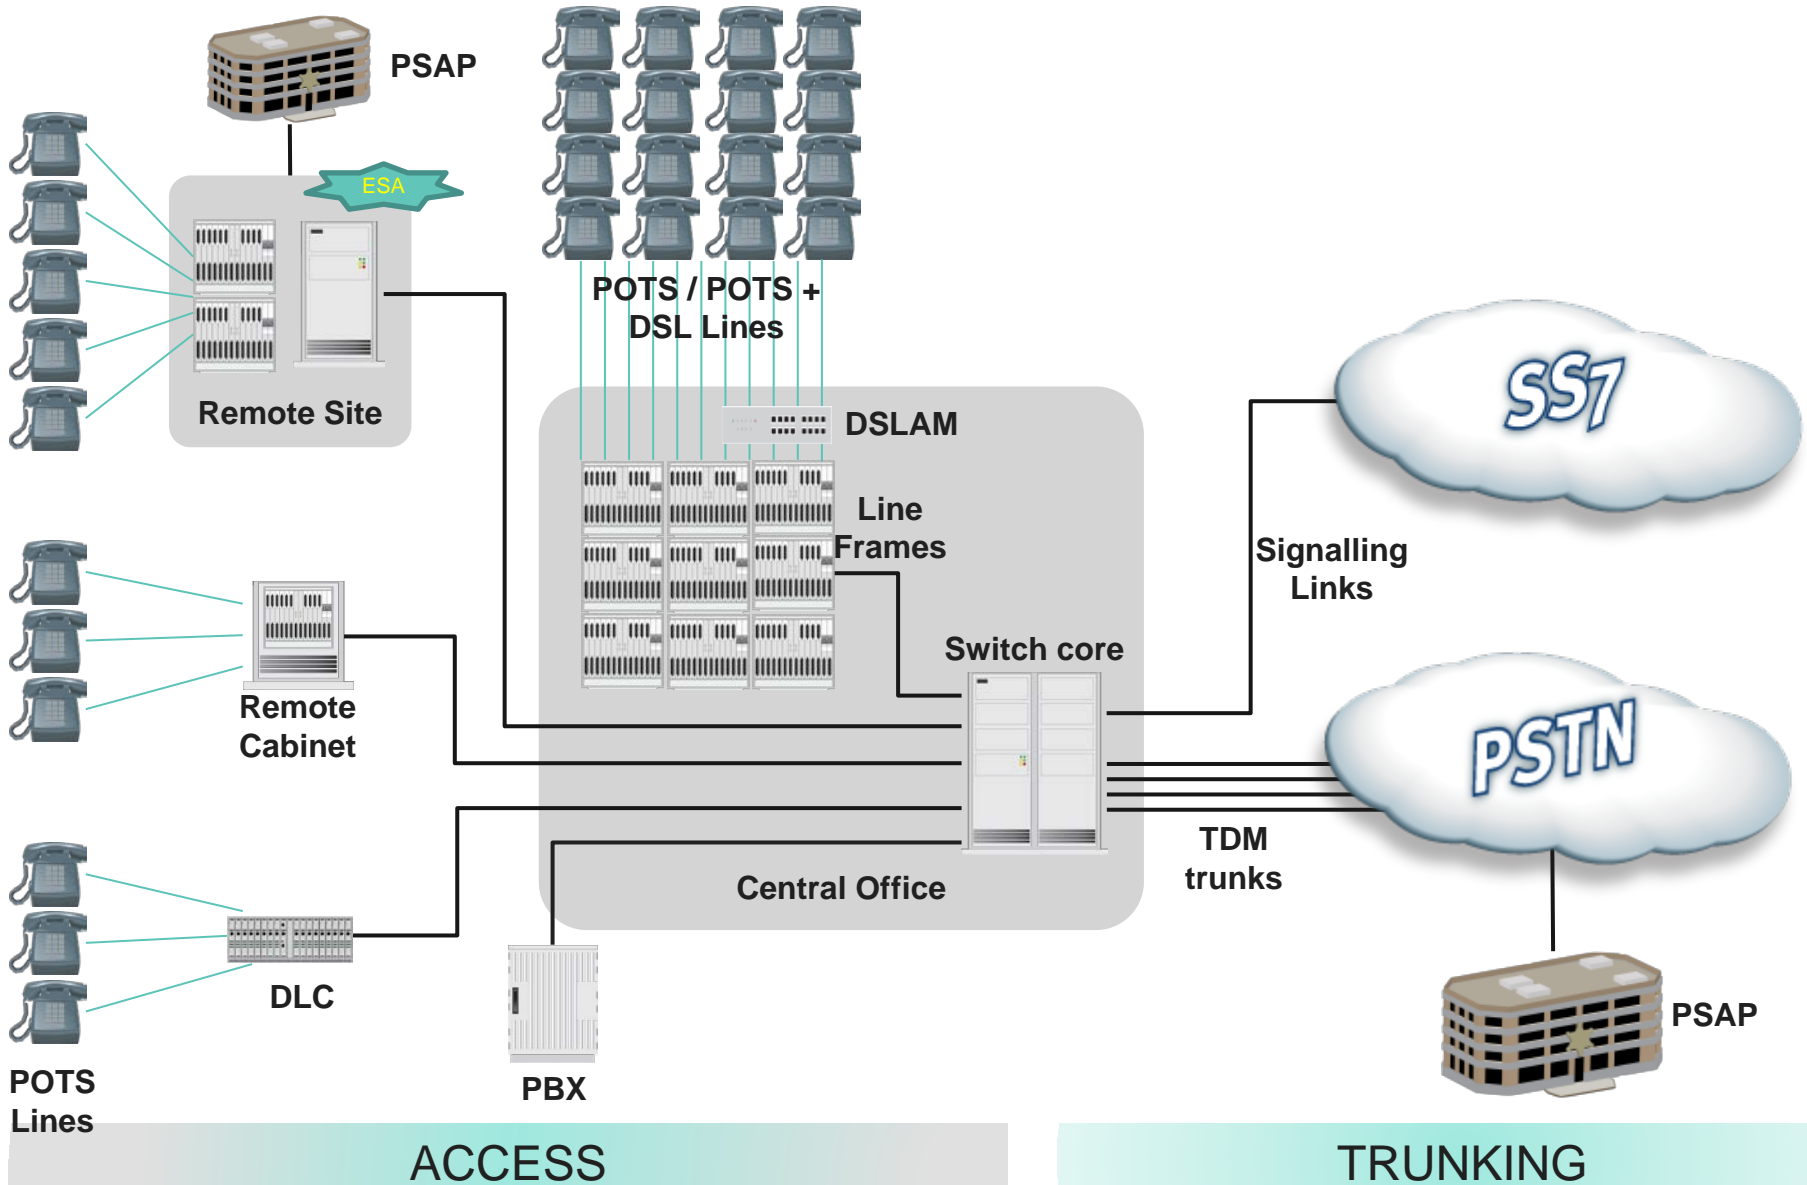 PSAP
ESA
Remote Site
POTS / POTS +
DSL Lines
DSLAM
Line
Frames
Switch core
Central Office
Remote
Cabinet
DLC
POTS
Lines
PBX
SS7
Signalling
Links
PSTN
TDM
trunks
PSAP
ACCESS
TRUNKING